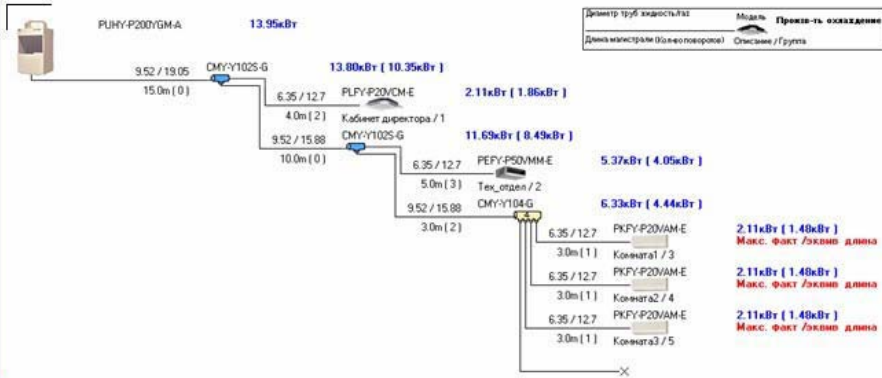 PUHY-P200YGM-A 13.95кВт
Диаметр труб жидкость/газ Модель Произв-ть охлаждение
Длина магистрали (Кол-во поворотов) Описание / Группа
9.52 / 19.05 CMY-Y102S-G 13.80кВт ( 10.35кВт )
15.0m ( 0 )
6.35 / 12.7 PLFY-P20VCM-E 2.11кВт ( 1.86кВт )
4.0m ( 2 ) Кабинет директора / 1
9.52 / 15.88 CMY-Y102S-G 11.69кВт ( 8.49кВт )
10.0m ( 0 )
6.35 / 12.7 PEFY-P50VMM-E 5.37кВт ( 4.05кВт )
5.0m ( 3 ) Тех_отдел / 2
9.52 / 15.88 CMY-Y104-G 6.33кВт ( 4.44кВт )
3.0m ( 2 ) 4
6.35 / 12.7 PKFY-P20VAM-E 2.11кВт ( 1.48кВт )
Макс. факт /эквив длина
3.0m ( 1 ) Комната1 / 3
6.35 / 12.7 PKFY-P20VAM-E 2.11кВт ( 1.48кВт )
Макс. факт /эквив длина
3.0m ( 1 ) Комната2 / 4
6.35 / 12.7 PKFY-P20VAM-E 2.11кВт ( 1.48кВт )
Макс. факт /эквив длина
3.0m ( 1 ) Комната3 / 5